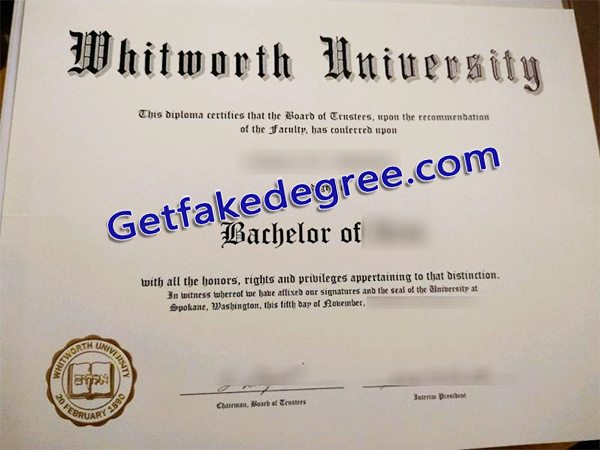 Whitworth University
This diploma certifies that the Board of Trustees, upon the recommendation
of the Faculty, has conferred upon
Getfakedegree.com
Bachelor of
with all the honors, rights and privileges appertaining to that distinction.
In witness whereof we have affixed our signatures and the seal of the University at
Spokane, Washington, this fifth day of November,
WHITWORTH UNIVERSITY
20 FEBRUARY 1890
Chairman, Board of Trustees
Interim President